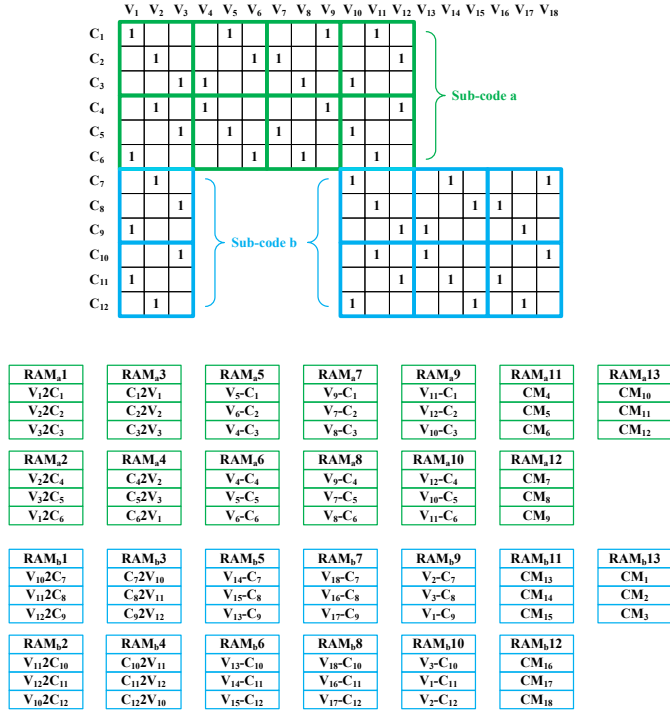 V1 V2 V3 V4 V5 V6 V7 V8 V9 V10 V11 V12 V13 V14 V15 V16 V17 V18
C1 1 1 1 1
C2 1 1 1 1
C3 1 1 1 1
C4 1 1 1 1
Sub-code a
C5 1 1 1 1
C6 1 1 1 1
C7 1 1 1 1
C8 1 1 1 1
C9 1 1 1 1
Sub-code b
C10 1 1 1 1
C11 1 1 1 1
C12 1 1 1 1
RAMa1 RAMa3 RAMa5 RAMa7 RAMa9 RAMa11 RAMa13
V12C1 C12V1 V5-C1 V9-C1 V11-C1 CM4 CM10
V22C2 C22V2 V6-C2 V7-C2 V12-C2 CM5 CM11
V32C3 C32V3 V4-C3 V8-C3 V10-C3 CM6 CM12
RAMa2 RAMa4 RAMa6 RAMa8 RAMa10 RAMa12
V22C4 C42V2 V4-C4 V9-C4 V12-C4 CM7
V32C5 C52V3 V5-C5 V7-C5 V10-C5 CM8
V12C6 C62V1 V6-C6 V8-C6 V11-C6 CM9
RAMb1 RAMb3 RAMb5 RAMb7 RAMb9 RAMb11 RAMb13
V102C7 C72V10 V14-C7 V18-C7 V2-C7 CM13 CM1
V112C8 C82V11 V15-C8 V16-C8 V3-C8 CM14 CM2
V122C9 C92V12 V13-C9 V17-C9 V1-C9 CM15 CM3
RAMb2 RAMb4 RAMb6 RAMb8 RAMb10 RAMb12
V112C10 C102V11 V13-C10 V18-C10 V3-C10 CM16
V122C11 C112V12 V14-C11 V16-C11 V1-C11 CM17
V102C12 C122V10 V15-C12 V17-C12 V2-C12 CM18